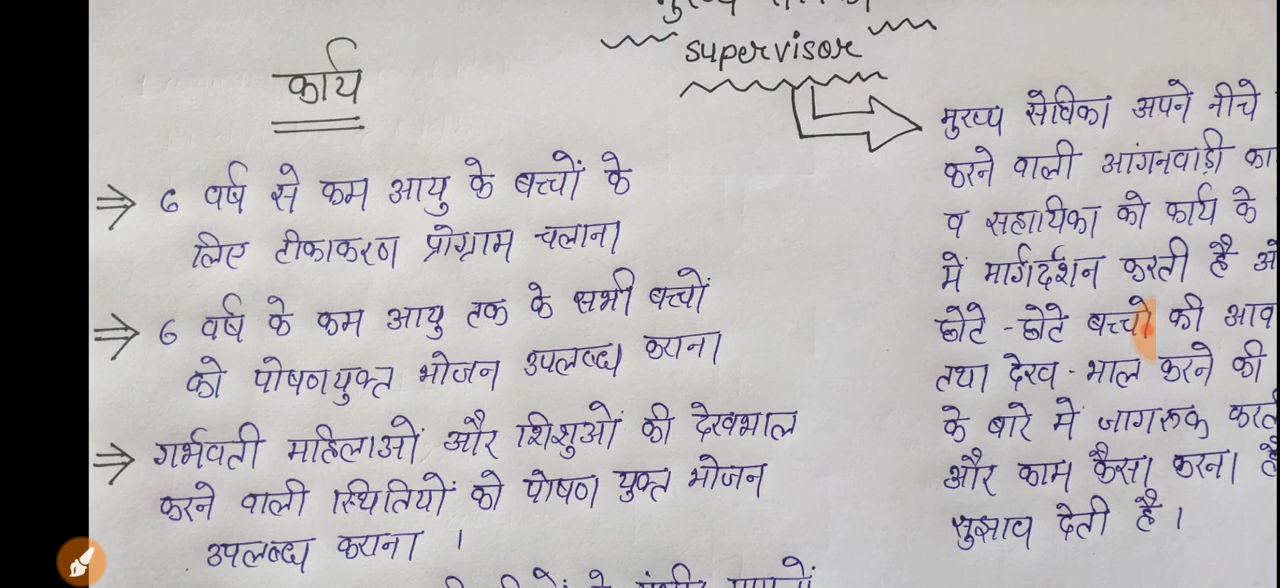 मुख्य
supervisor
कार्य
⇒ 6 वर्ष से कम आयु के बच्चों के
लिए टीकाकरण प्रोग्राम चलाना
⇒ 6 वर्ष के कम आयु तक के सभी बच्चों
को पोषणयुक्त भोजन उपलब्ध कराना
⇒ गर्भवती महिलाओं और शिशुओं की देखभाल
करने वाली स्थितियों को पोषण युक्त भोजन
उपलब्ध कराना ।
मुख्य सेविका अपने नीचे
करने वाली आंगनवाड़ी का
व सहायिका को कार्य के
में मार्गदर्शन करती है
छोटे - छोटे बच्चो की आव
तथा देख - भाल करने की
के बारे में जागरूक करत
और काम कैसा करना है
सुझाव देती है ।